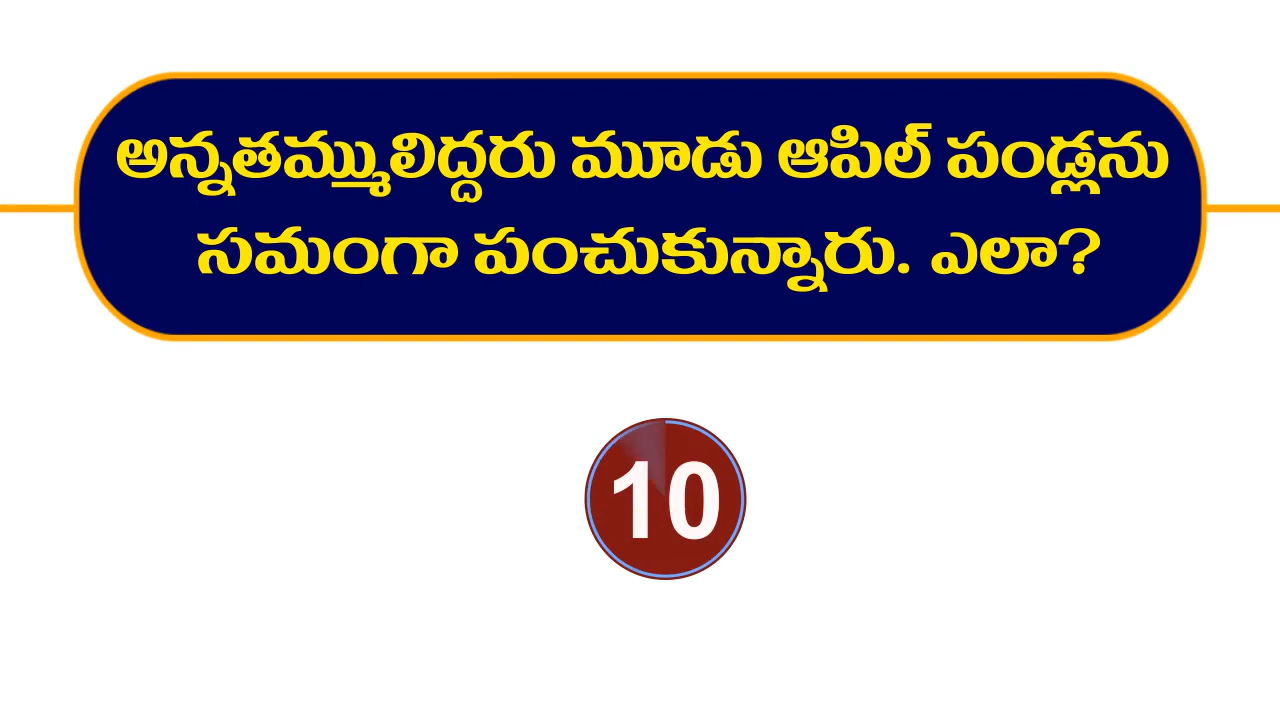 అన్నతమ్ములిద్దరు మూడు ఆపిల్ పండ్లను
సమంగా పంచుకున్నారు. ఎలా?
10